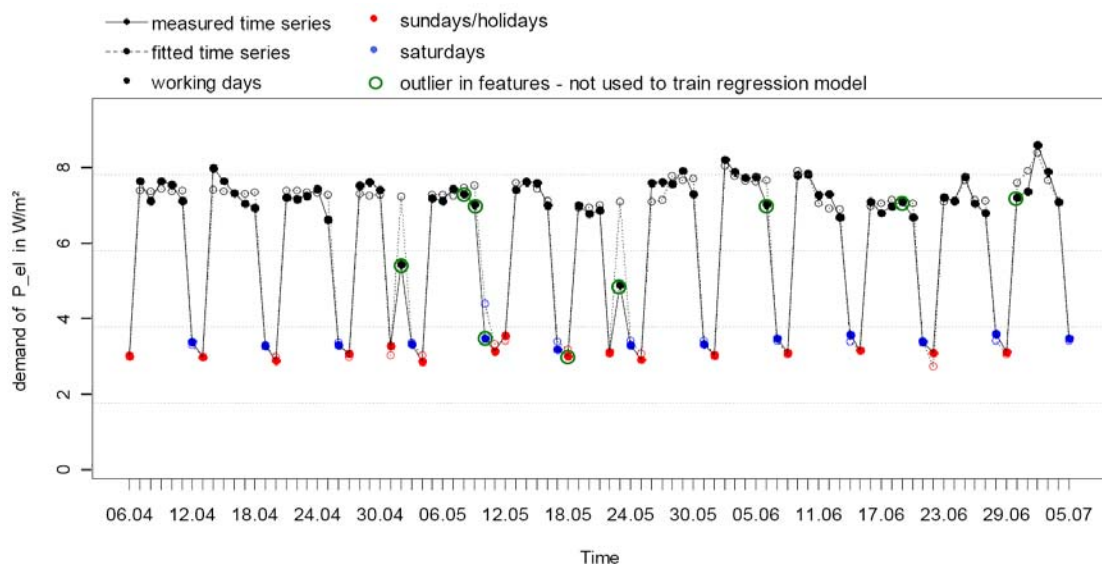 measured time series
fitted time series
working days
sundays/holidays
saturdays
outlier in features - not used to train regression model
demand of P_el in W/m²
8
6
4
2
0
06.04 12.04 18.04 24.04 30.04 06.05 12.05 18.05 24.05 30.05 05.06 11.06 17.06 23.06 29.06 05.07
Time